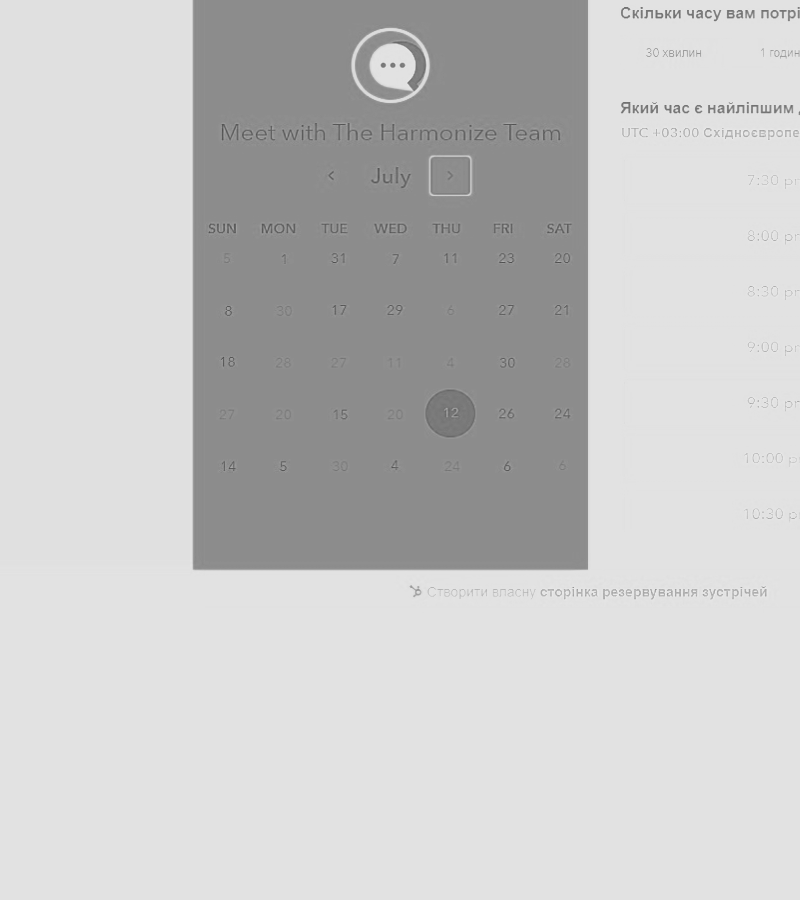 Скільки часу вам
30 хвилин
1
Meet with The Harmonize Team
Який час є найліпшим
July
UTC +03:00
7:30
SUN MON TUE WED THU FRI SAT
5 1 31 7 11 23 20
8:00
8:30
8 30 17 29 6 27 21
9:00
18 28 27 11 4 30 28
9:30
27 20 15 20 12 26 24
10:00
14 5 30 4 24 6 6
10:30
Створити власну сторінка резервування зустрічей